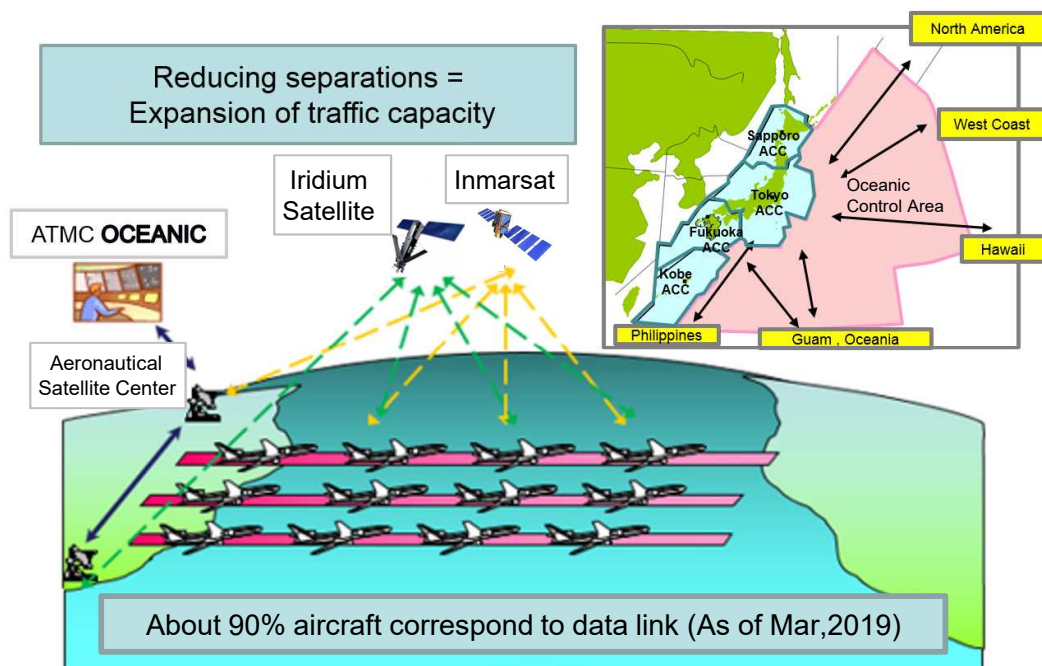 Reducing separations =
Expansion of traffic capacity
Iridium
Satellite
Inmarsat
ATMC OCEANIC
Aeronautical
Satellite Center
North America
West Coast
Sapporo
ACC
Tokyo
ACC
Oceanic
Control Area
Fukuoka
ACC
Hawaii
Kobe
ACC
Philippines
Guam , Oceania
About 90% aircraft correspond to data link (As of Mar,2019)